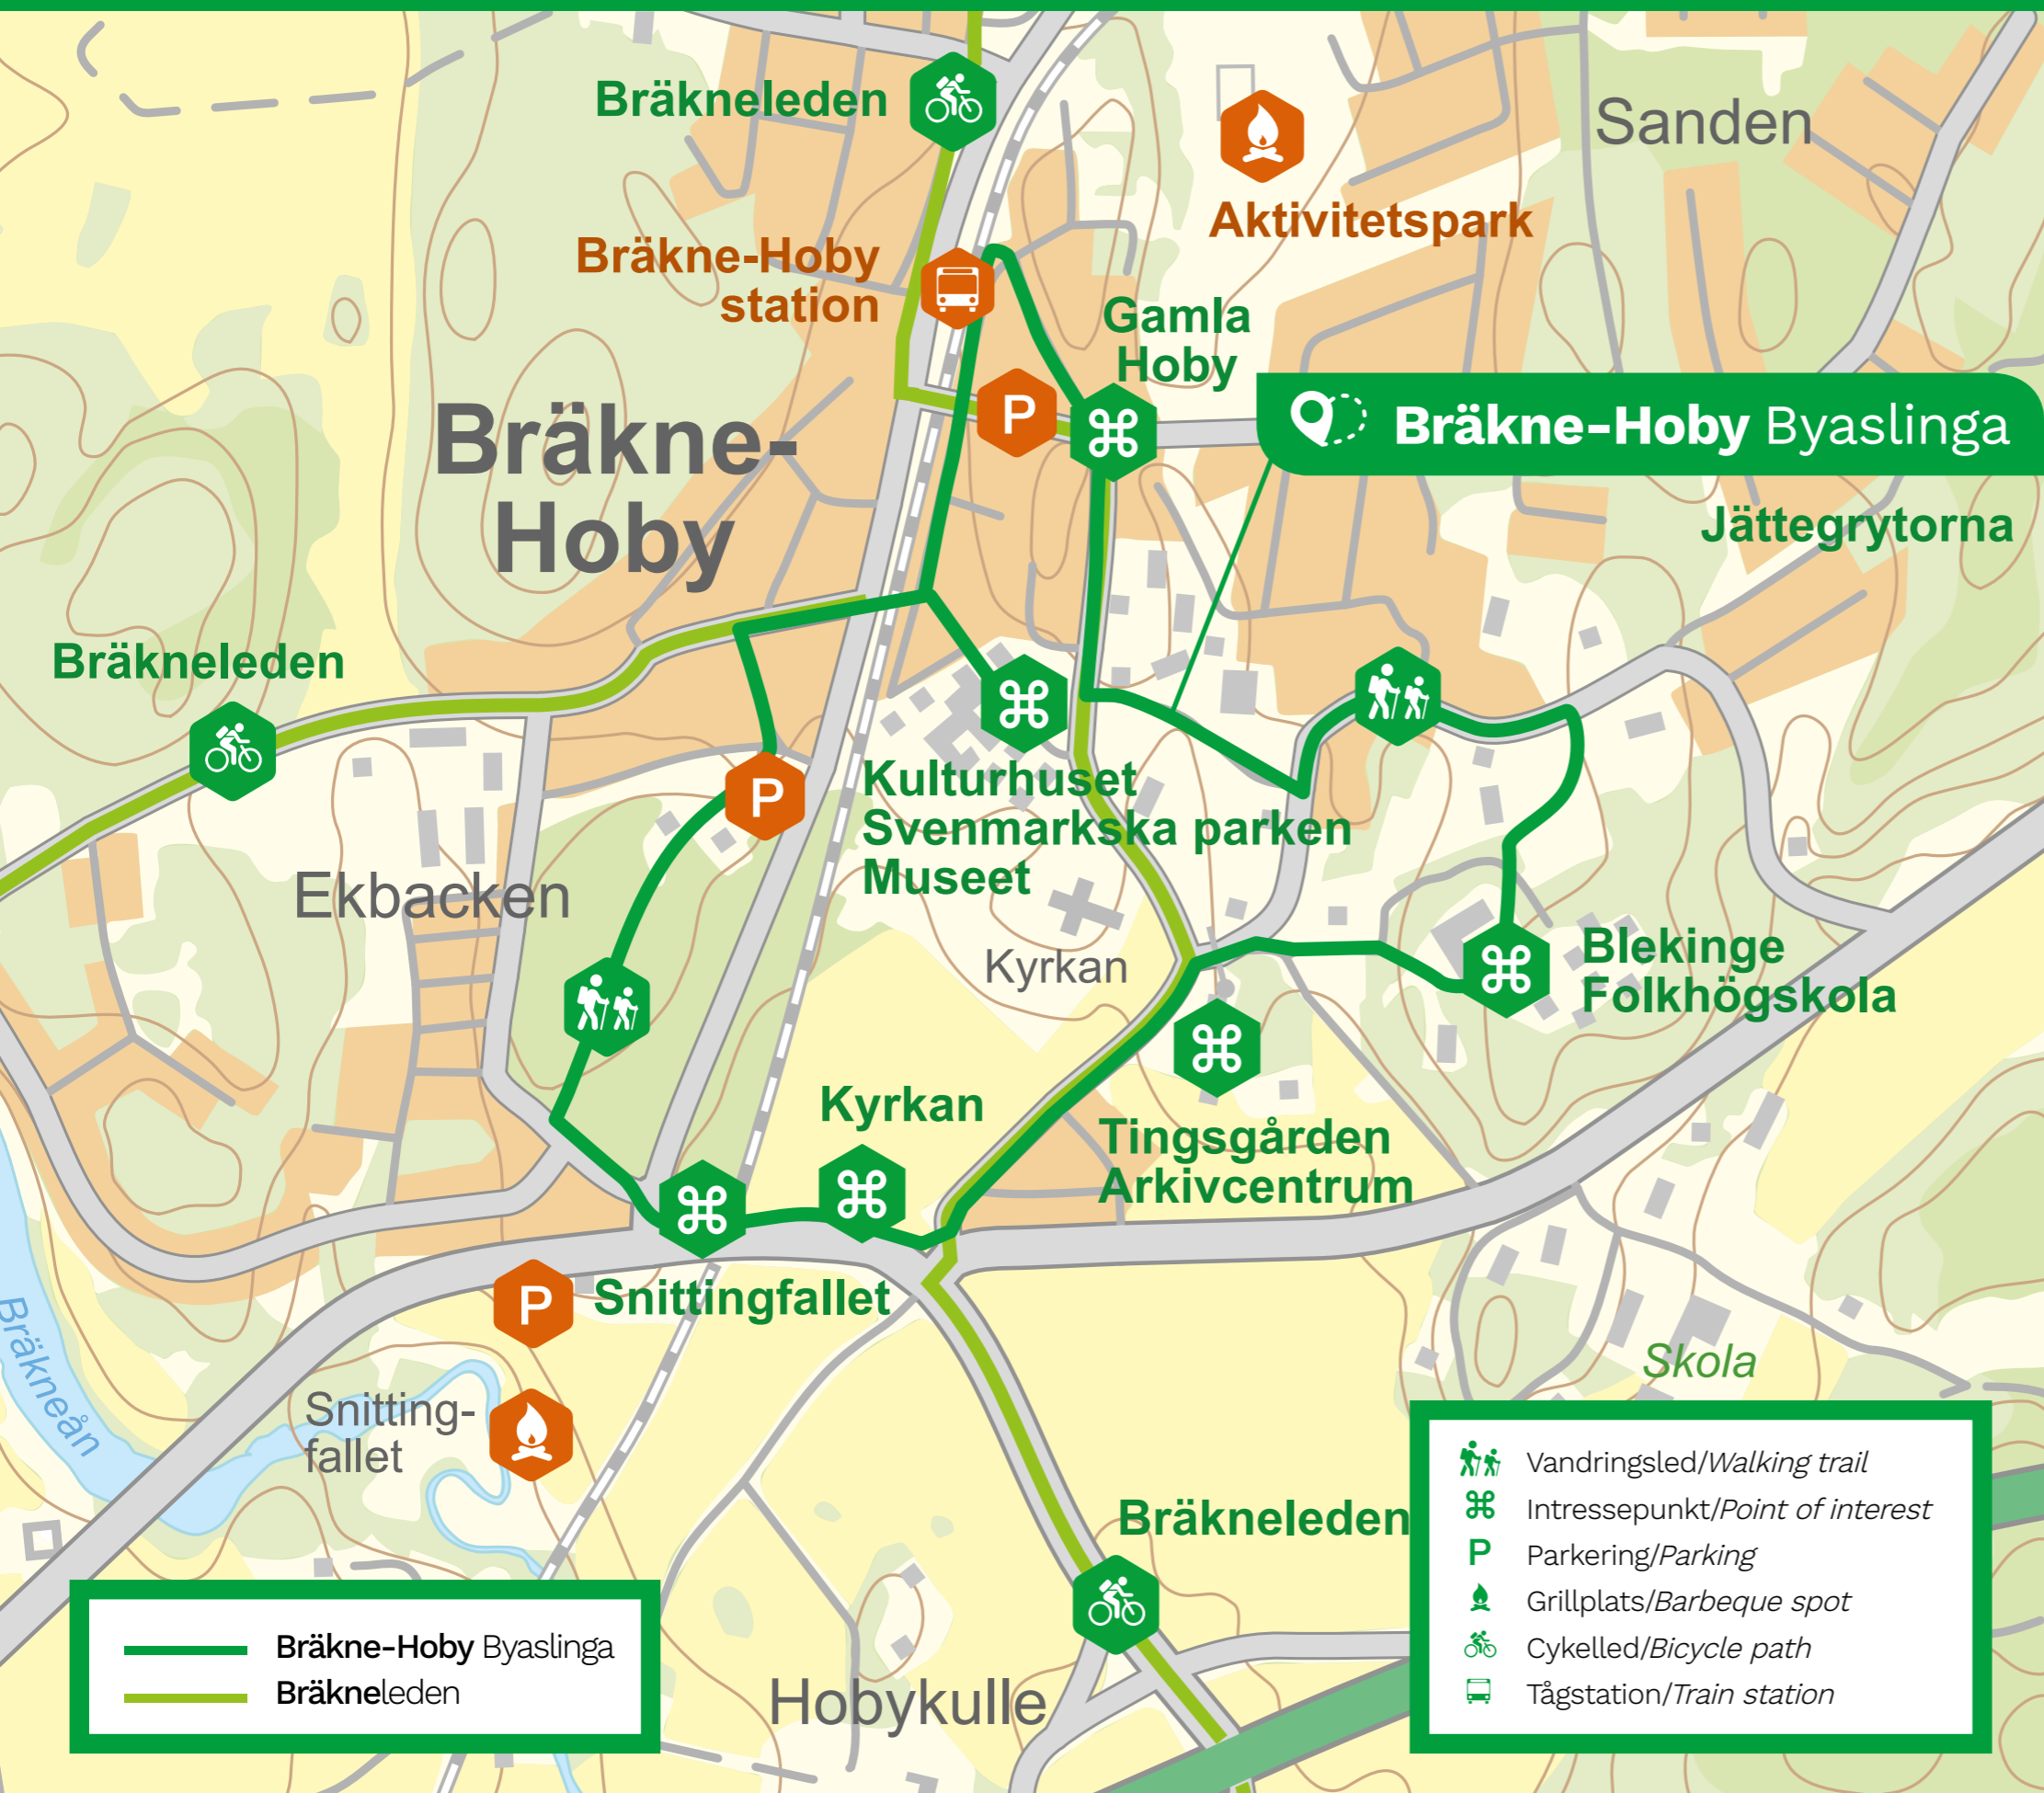 Bräkneleden
Sanden
Aktivitetspark
Bräkne-Hoby
station
Gamla
Hoby
P
Bräkne-Hoby Byaslinga
Bräkne-
Hoby
Jättegrytorna
Bräkneleden
P
Kulturhuset
Svenmarkska parken
Museet
Ekbacken
Kyrkan
Blekinge
Folkhögskola
Kyrkan
Tingsgården
Arkivcentrum
P
Snittingfallet
Bräkneån
Snitting-
fallet
Skola
Bräkneleden
Hobykulle
Bräkne-Hoby Byaslinga
Bräkneleden
Vandringsled/Walking trail
Intressepunkt/Point of interest
P Parkering/Parking
Grillplats/Barbeque spot
Cykelled/Bicycle path
Tågstation/Train station